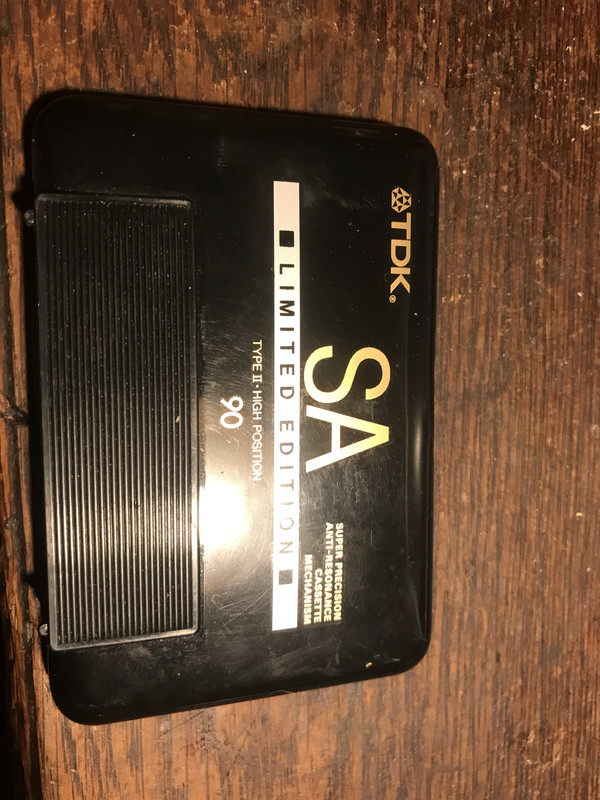 TDK®
SA
SUPER PRECISION
ANTI-RESONANCE
CASSETTE
MECHANISM
LIMITED EDITION
TYPE II・HIGH POSITION
90